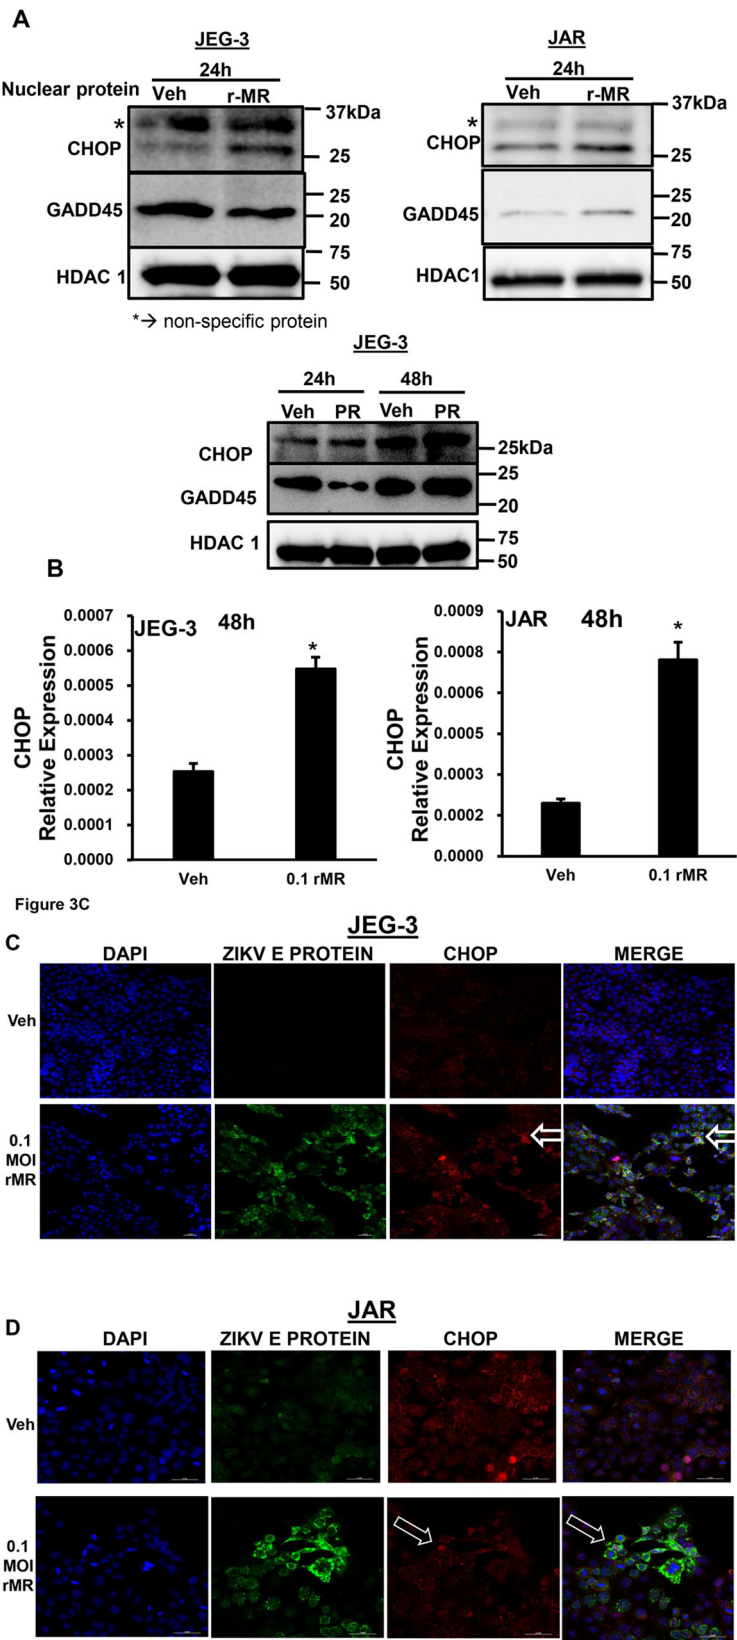 A
JEG-3
24h
Nuclear protein Veh r-MR
37kDa
*
CHOP
25
GADD45
25
20
HDAC 1
75
50
*→ non-specific protein
JAR
24h
Veh r-MR
37kDa
*
CHOP
25
GADD45
25
20
HDAC1
75
50
JEG-3
24h 48h
Veh PR Veh PR
CHOP
25kDa
GADD45
25
20
HDAC 1
75
50
B
JEG-3 48h
CHOP
Relative Expression
0.0007
0.0006
0.0005
0.0004
0.0003
0.0002
0.0001
0.0000
*
Veh 0.1 rMR
JAR 48h
CHOP
Relative Expression
0.0009
0.0008
0.0006
0.0005
0.0003
0.0002
0.0000
*
Veh 0.1 rMR
Figure 3C
C
JEG-3
DAPI ZIKV E PROTEIN CHOP MERGE
Veh
0.1
MOI
rMR
D
JAR
DAPI ZIKV E PROTEIN CHOP MERGE
Veh
0.1
MOI
rMR